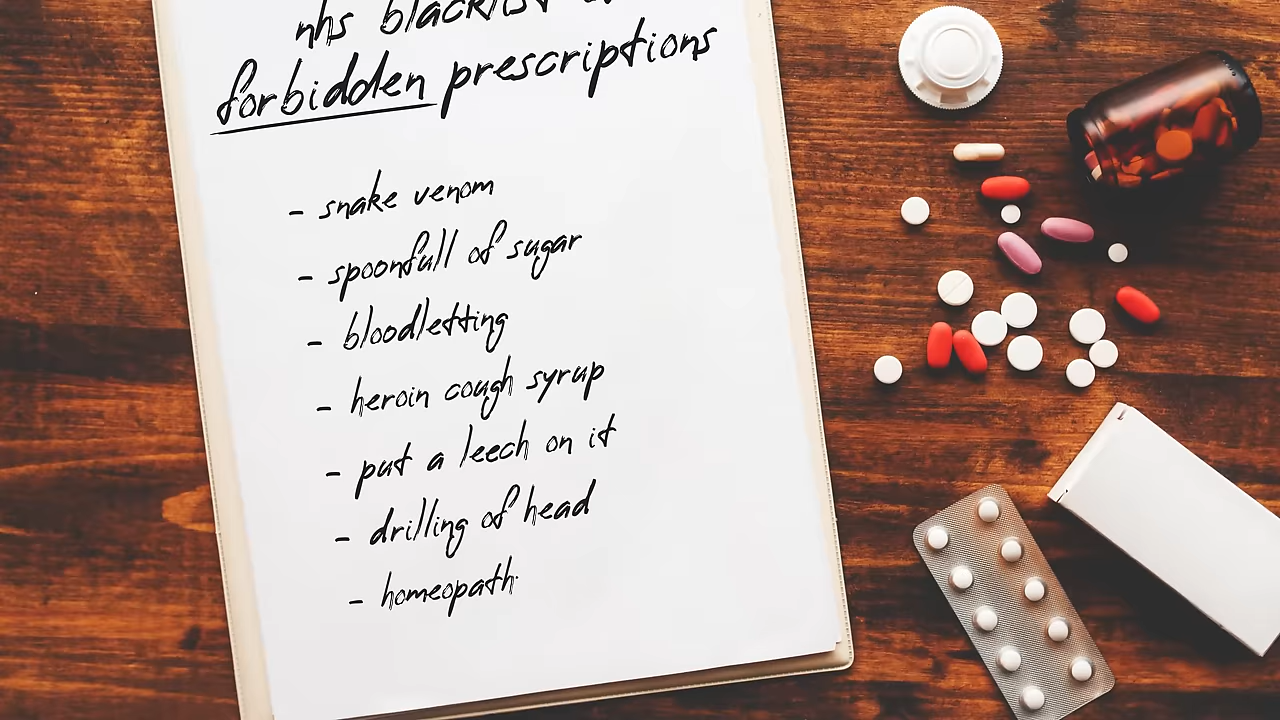 nhs blacklist
forbidden prescriptions
- snake venom
- spoonfull of sugar
- bloodletting
- heroin cough syrup
- put a leech on it
- drilling of head
- homeopath